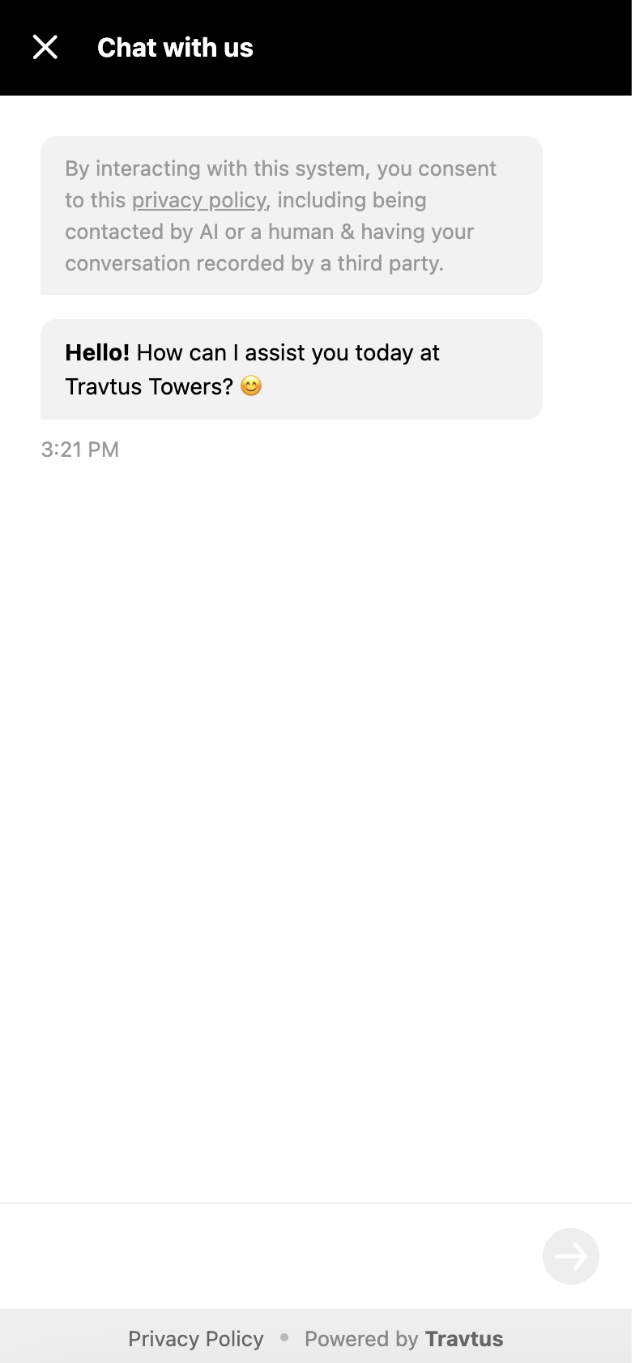 Chat with us
By interacting with this system, you consent
to this privacy policy, including being
contacted by AI or a human & having your
conversation recorded by a third party.
Hello! How can I assist you today at
Travtus Towers? 😊
3:21 PM
Privacy Policy • Powered by Travtus